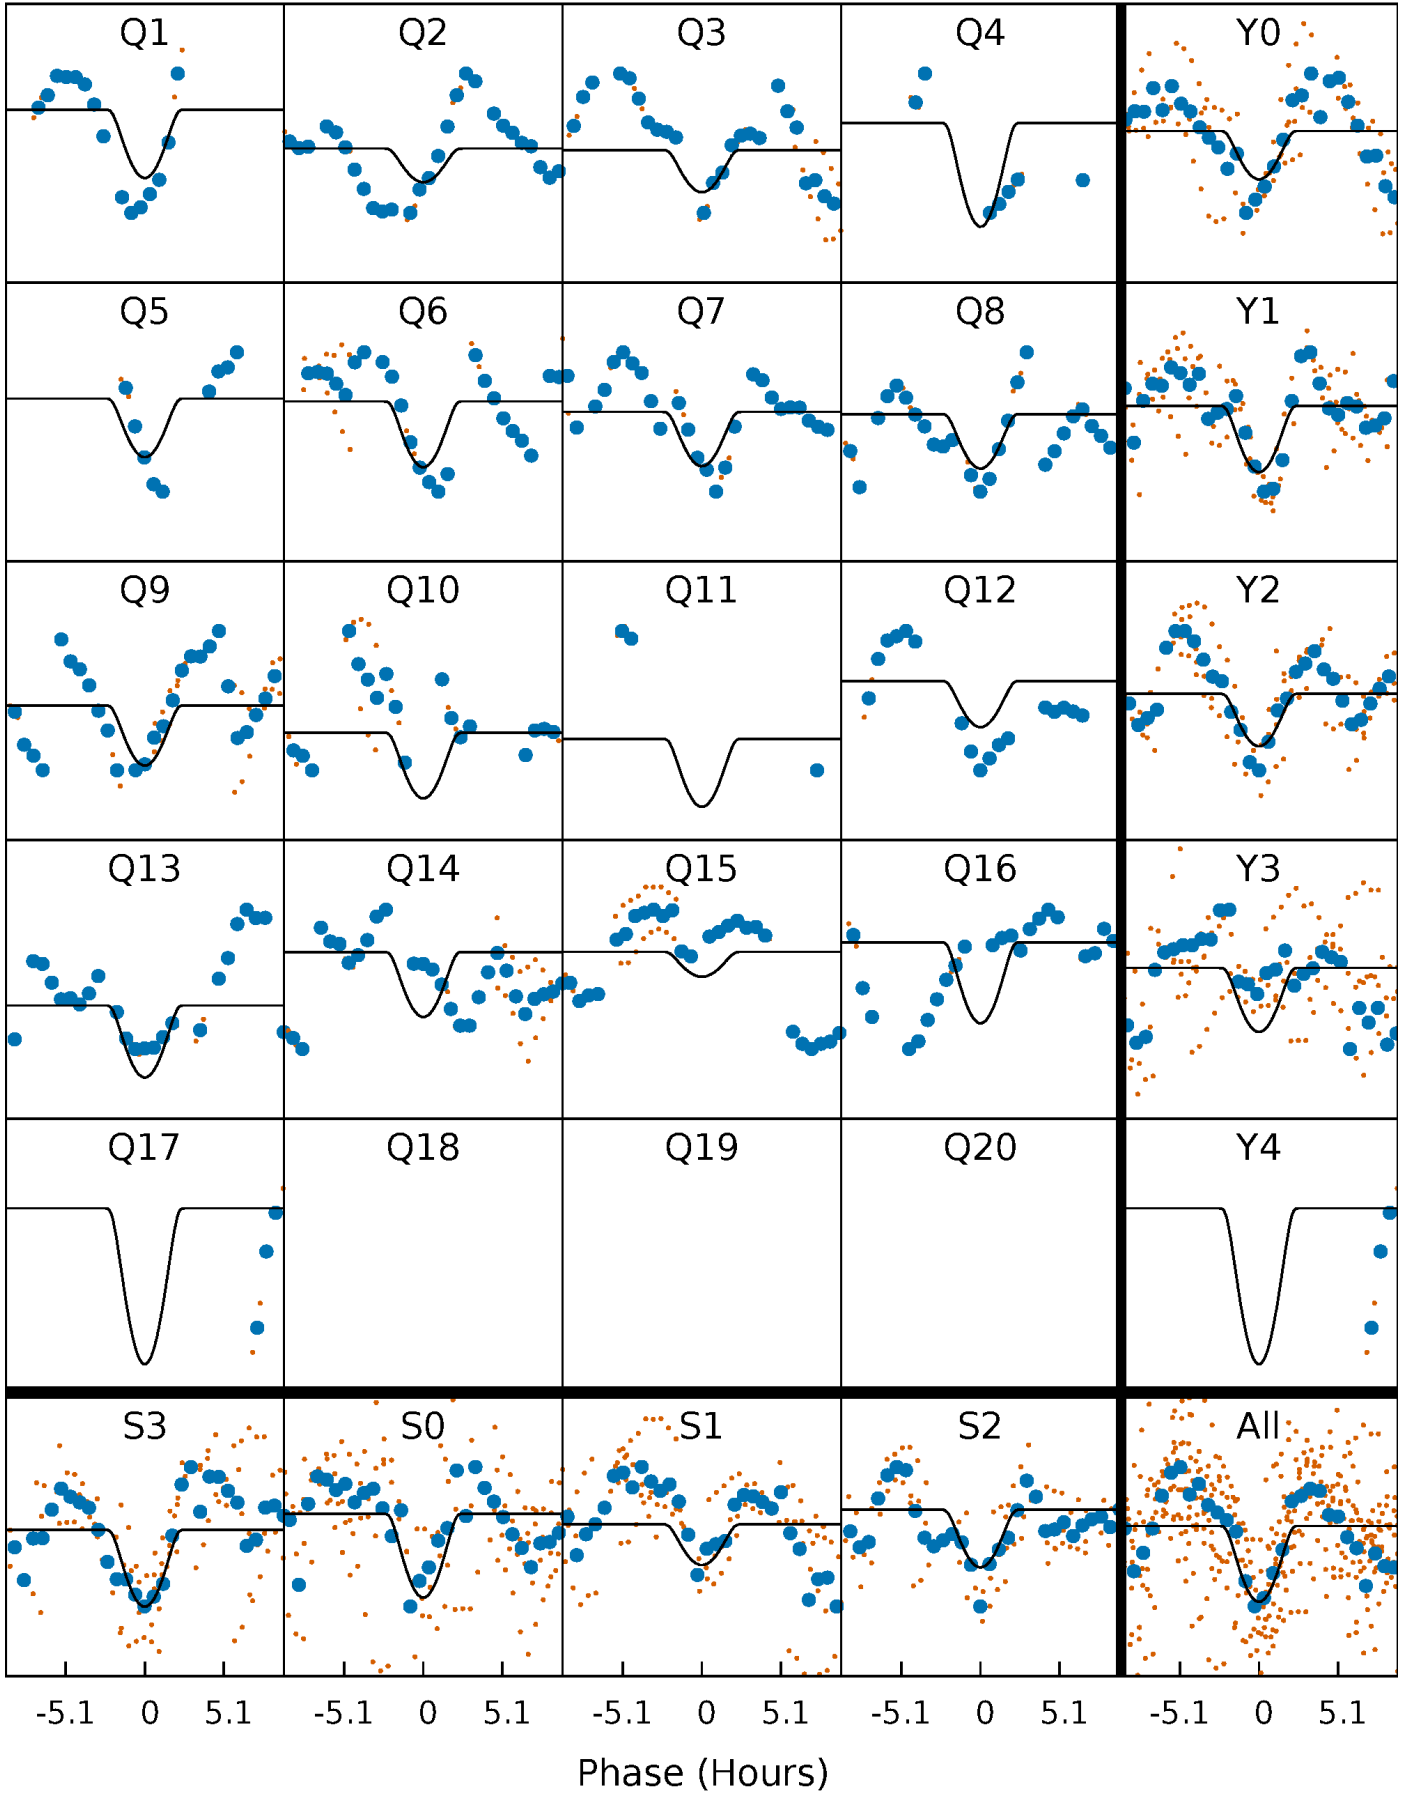 Q1 Q2 Q3 Q4 Y0
Q5 Q6 Q7 Q8 Y1
Q9 Q10 Q11 Q12 Y2
Q13 Q14 Q15 Q16 Y3
Q17 Q18 Q19 Q20 Y4
S3 S0 S1 S2 All
-5.1 0 5.1 -5.1 0 5.1 -5.1 0 5.1 -5.1 0 5.1 -5.1 0 5.1
Phase (Hours)